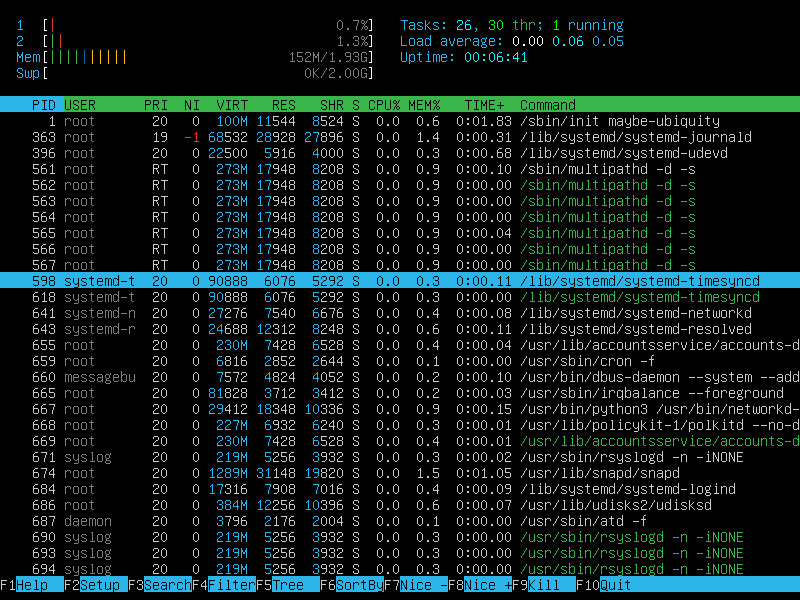 1 [| 0.7%] Tasks: 26, 30 thr; 1 running
2 [|| 1.3%] Load average: 0.00 0.06 0.05
Mem[|||||||||| 152M/1.93G] Uptime: 00:06:41
Swp[ 0K/2.00G]
PID USER PRI NI VIRT RES SHR S CPU% MEM% TIME+ Command
1 root 20 0 100M 11544 8524 S 0.0 0.6 0:01.83 /sbin/init maybe-ubiquity
363 root 19 -1 68532 28928 27896 S 0.0 1.4 0:00.31 /lib/systemd/systemd-journald
396 root 20 0 22500 5916 4000 S 0.0 0.3 0:00.68 /lib/systemd/systemd-udevd
561 root RT 0 273M 17948 8208 S 0.0 0.9 0:00.10 /sbin/multipathd -d -s
562 root RT 0 273M 17948 8208 S 0.0 0.9 0:00.00 /sbin/multipathd -d -s
563 root RT 0 273M 17948 8208 S 0.0 0.9 0:00.00 /sbin/multipathd -d -s
564 root RT 0 273M 17948 8208 S 0.0 0.9 0:00.00 /sbin/multipathd -d -s
565 root RT 0 273M 17948 8208 S 0.0 0.9 0:00.04 /sbin/multipathd -d -s
566 root RT 0 273M 17948 8208 S 0.0 0.9 0:00.00 /sbin/multipathd -d -s
567 root RT 0 273M 17948 8208 S 0.0 0.9 0:00.00 /sbin/multipathd -d -s
598 systemd-t 20 0 90888 6076 5292 S 0.0 0.3 0:00.11 /lib/systemd/systemd-timesyncd
618 systemd-t 20 0 90888 6076 5292 S 0.0 0.3 0:00.00 /lib/systemd/systemd-timesyncd
641 systemd-n 20 0 27276 7540 6676 S 0.0 0.4 0:00.08 /lib/systemd/systemd-networkd
643 systemd-r 20 0 24688 12312 8248 S 0.0 0.6 0:00.11 /lib/systemd/systemd-resolved
655 root 20 0 230M 7428 6528 S 0.0 0.4 0:00.04 /usr/lib/accountsservice/accounts-d
659 root 20 0 6816 2852 2644 S 0.0 0.1 0:00.00 /usr/sbin/cron -f
660 messagebu 20 0 7572 4824 4052 S 0.0 0.2 0:00.10 /usr/bin/dbus-daemon --system --add
665 root 20 0 81828 3712 3412 S 0.0 0.2 0:00.03 /usr/sbin/irqbalance --foreground
667 root 20 0 29412 18348 10336 S 0.0 0.9 0:00.15 /usr/bin/python3 /usr/bin/networkd-
668 root 20 0 227M 6932 6240 S 0.0 0.3 0:00.01 /usr/lib/policykit-1/polkitd --no-d
669 root 20 0 230M 7428 6528 S 0.0 0.4 0:00.01 /usr/lib/accountsservice/accounts-d
671 syslog 20 0 219M 5256 3932 S 0.0 0.3 0:00.02 /usr/sbin/rsyslogd -n -iNONE
674 root 20 0 1289M 31148 19820 S 0.0 1.5 0:01.05 /usr/lib/snapd/snapd
684 root 20 0 17316 7908 7016 S 0.0 0.4 0:00.09 /lib/systemd/systemd-logind
686 root 20 0 384M 12256 10396 S 0.0 0.6 0:00.07 /usr/lib/udisks2/udisksd
687 daemon 20 0 3796 2176 2004 S 0.0 0.1 0:00.00 /usr/sbin/atd -f
690 syslog 20 0 219M 5256 3932 S 0.0 0.3 0:00.00 /usr/sbin/rsyslogd -n -iNONE
693 syslog 20 0 219M 5256 3932 S 0.0 0.3 0:00.00 /usr/sbin/rsyslogd -n -iNONE
694 syslog 20 0 219M 5256 3932 S 0.0 0.3 0:00.00 /usr/sbin/rsyslogd -n -iNONE
F1Help F2Setup F3SearchF4FilterF5Tree F6SortByF7Nice -F8Nice +F9Kill F10Quit